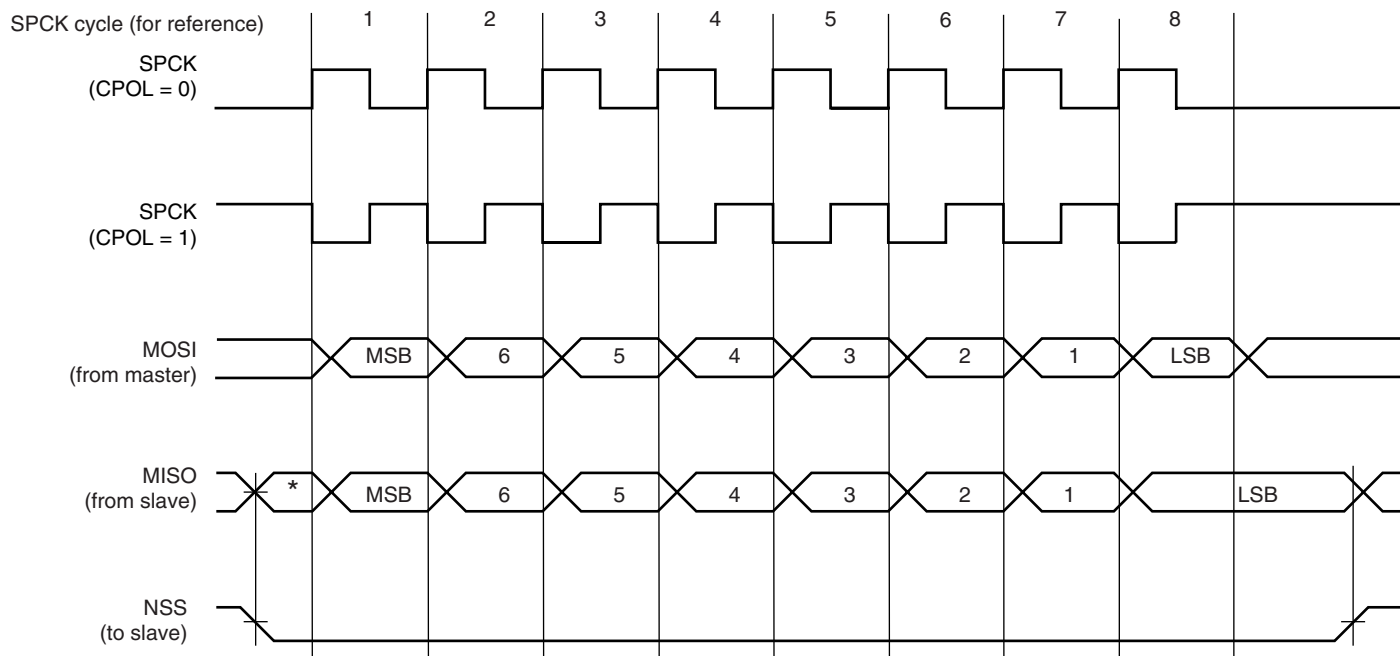 SPCK cycle (for reference)
1 2 3 4 5 6 7 8
SPCK
(CPOL = 0)
SPCK
(CPOL = 1)
MOSI
(from master)
MSB 6 5 4 3 2 1 LSB
MISO
(from slave)
* MSB 6 5 4 3 2 1 LSB
NSS
(to slave)